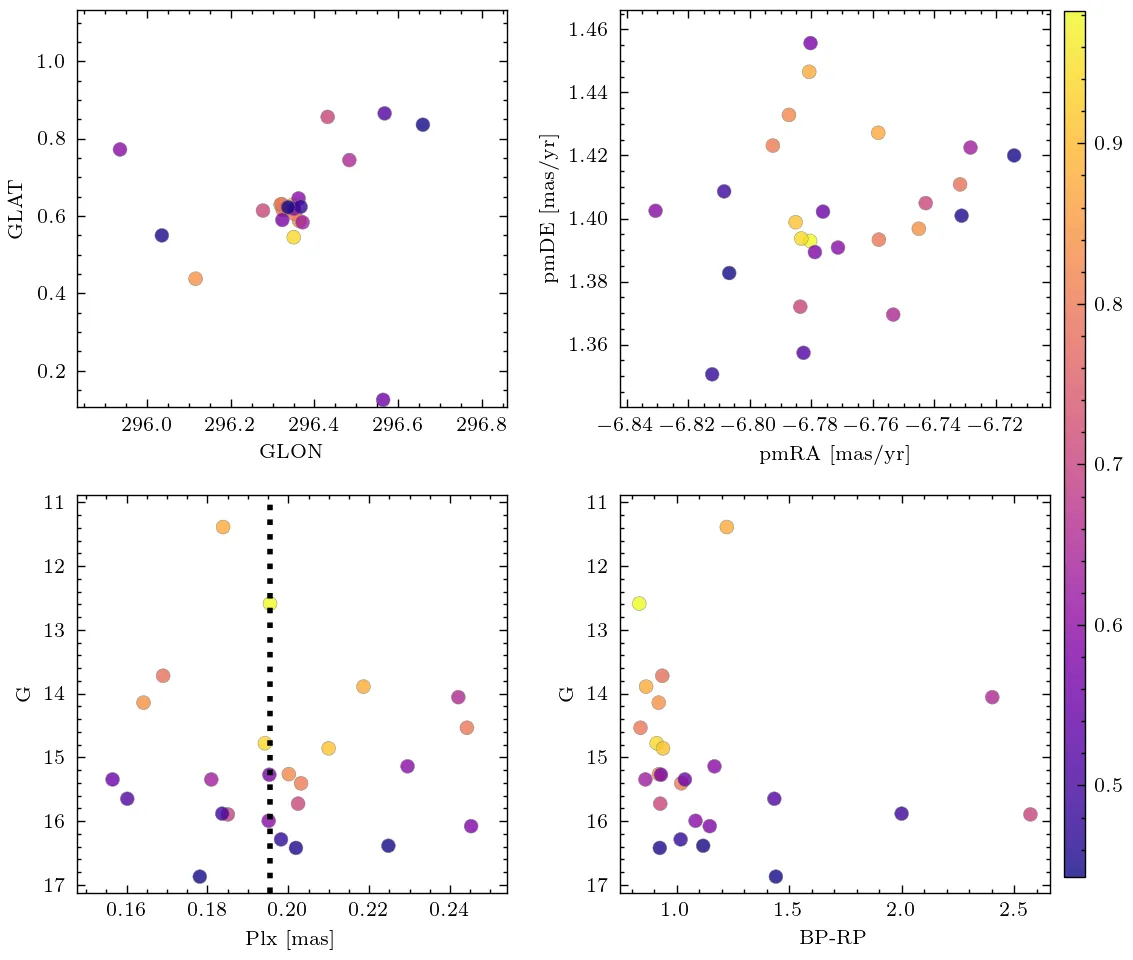 1.0
0.8
0.6
0.4
0.2
GLAT
296.0 296.2 296.4 296.6 296.8
GLON
1.46
1.44
1.42
1.40
1.38
1.36
pmDE [mas/yr]
−6.84 −6.82 −6.80 −6.78 −6.76 −6.74 −6.72
pmRA [mas/yr]
0.9
0.8
0.7
0.6
0.5
11
12
13
14
15
16
17
G
0.16 0.18 0.20 0.22 0.24
Plx [mas]
11
12
13
14
15
16
17
G
1.0 1.5 2.0 2.5
BP-RP